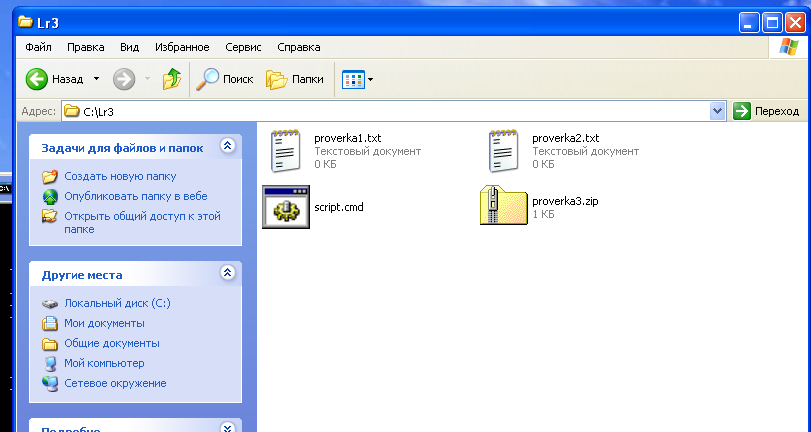 Lr3
Файл Правка Вид Избранное Сервис Справка
Назад Поиск Папки
Адрес: C:\Lr3 Переход
Задачи для файлов и папок
Создать новую папку
Опубликовать папку в вебе
Открыть общий доступ к этой
папке
Другие места
Локальный диск (C:)
Мои документы
Общие документы
Мой компьютер
Сетевое окружение
Подробно
proverka1.txt
Текстовый документ
0 КБ
proverka2.txt
Текстовый документ
0 КБ
script.cmd
proverka3.zip
1 КБ